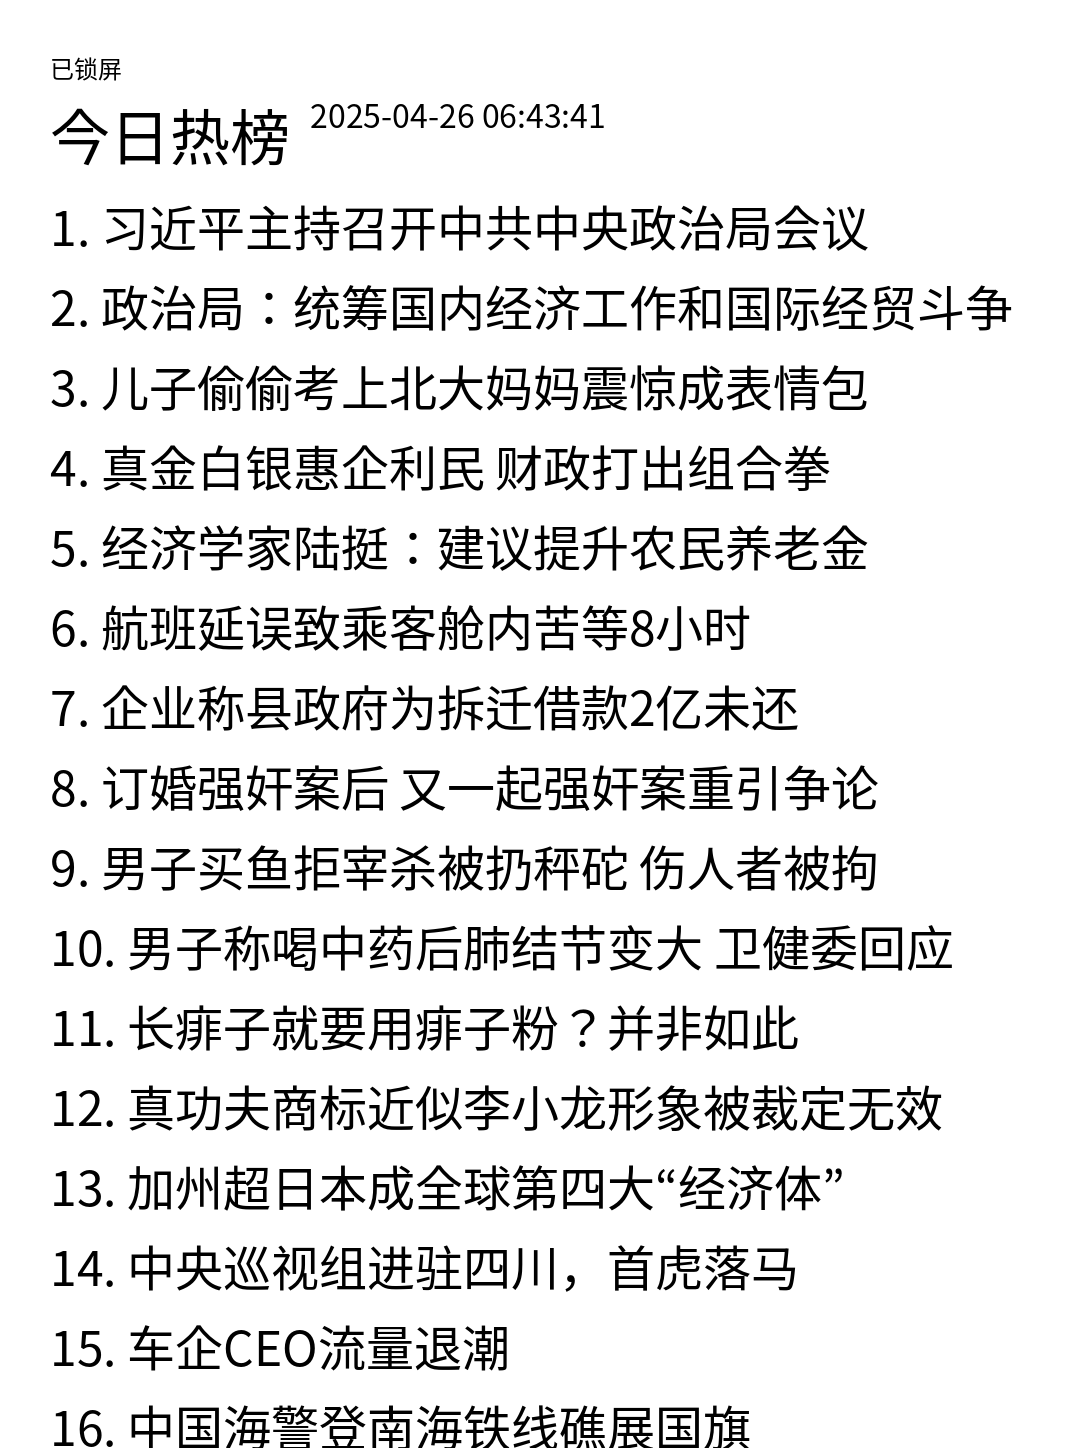 已锁屏
今日热榜 2025-04-26 06:43:41
1. 习近平主持召开中共中央政治局会议
2. 政治局：统筹国内经济工作和国际经贸斗争
3. 儿子偷偷考上北大妈妈震惊成表情包
4. 真金白银惠企利民 财政打出组合拳
5. 经济学家陆挺：建议提升农民养老金
6. 航班延误致乘客舱内苦等8小时
7. 企业称县政府为拆迁借款2亿未还
8. 订婚强奸案后 又一起强奸案重引争论
9. 男子买鱼拒宰杀被扔秤砣 伤人者被拘
10. 男子称喝中药后肺结节变大 卫健委回应
11. 长痱子就要用痱子粉？并非如此
12. 真功夫商标近似李小龙形象被裁定无效
13. 加州超日本成全球第四大“经济体”
14. 中央巡视组进驻四川，首虎落马
15. 车企CEO流量退潮
16. 中国海警登南海铁线礁展国旗